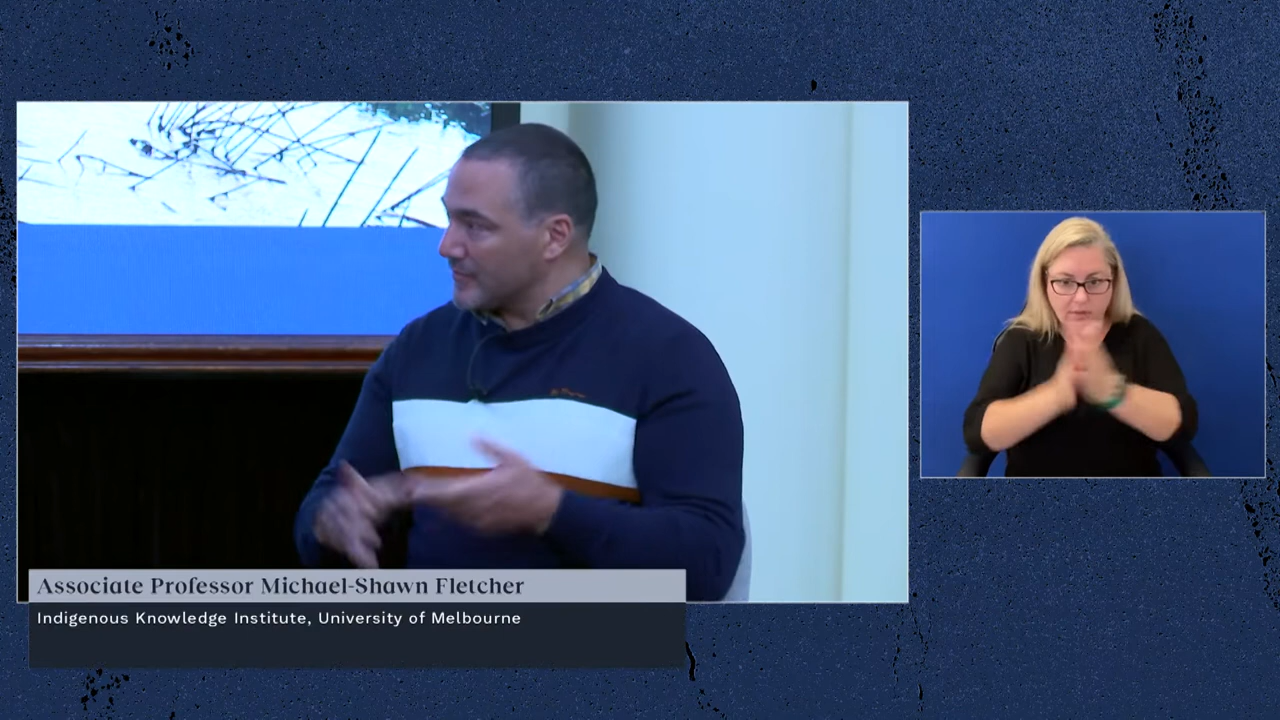 Associate Professor Michael-Shawn Fletcher
Indigenous Knowledge Institute, University of Melbourne